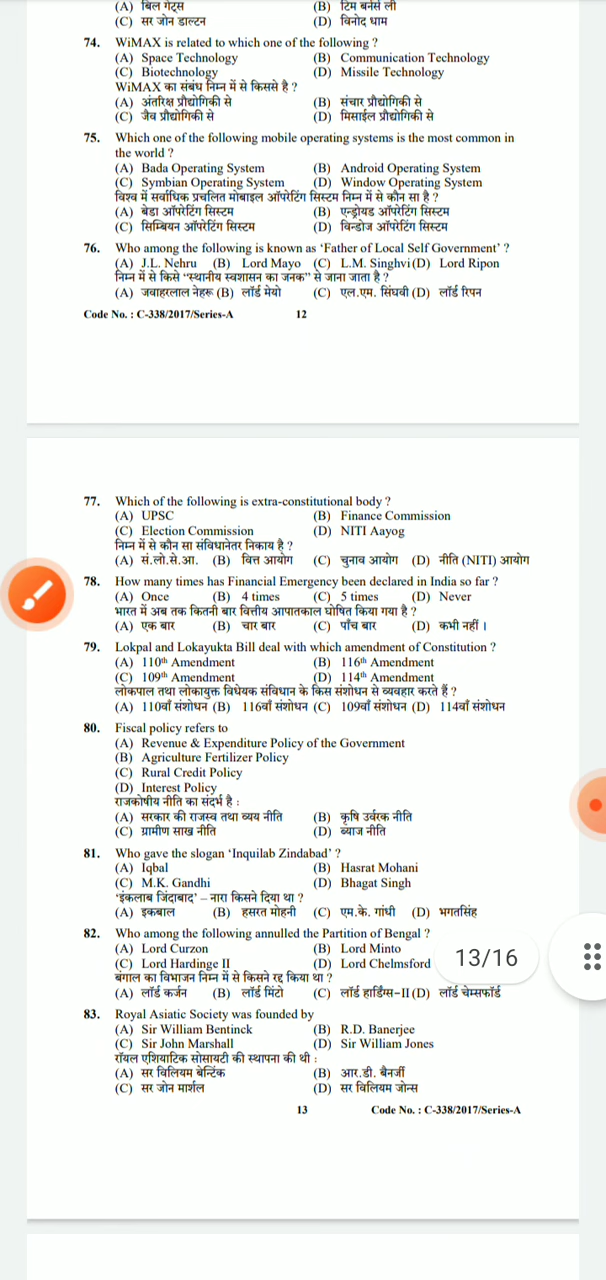 (A) बिल गेट्स (B) टिम बर्नर्स ली
(C) सर जोन डाल्टन (D) विनोद धाम
74. WiMAX is related to which one of the following ?
(A) Space Technology (B) Communication Technology
(C) Biotechnology (D) Missile Technology
WiMAX का संबंध निम्न में से किससे है ?
(A) अंतरिक्ष प्रौद्योगिकी से (B) संचार प्रौद्योगिकी से
(C) जैव प्रौद्योगिकी से (D) मिसाईल प्रौद्योगिकी से
75. Which one of the following mobile operating systems is the most common in
the world ?
(A) Bada Operating System (B) Android Operating System
(C) Symbian Operating System (D) Window Operating System
विश्व में सर्वाधिक प्रचलित मोबाइल ऑपरेटिंग सिस्टम निम्न में से कौन सा है ?
(A) बेडा ऑपरेटिंग सिस्टम (B) एन्ड्रोयड ऑपरेटिंग सिस्टम
(C) सिम्बियन ऑपरेटिंग सिस्टम (D) विन्डोज ऑपरेटिंग सिस्टम
76. Who among the following is known as ‘Father of Local Self Government’ ?
(A) J.L. Nehru (B) Lord Mayo (C) L.M. Singhvi (D) Lord Ripon
निम्न में से किसे “स्थानीय स्वशासन का जनक” से जाना जाता है ?
(A) जवाहरलाल नेहरू (B) लॉर्ड मेयो (C) एल.एम. सिंघवी (D) लॉर्ड रिपन
Code No. : C-338/2017/Series-A 12
77. Which of the following is extra-constitutional body ?
(A) UPSC (B) Finance Commission
(C) Election Commission (D) NITI Aayog
निम्न में से कौन सा संविधानेतर निकाय है ?
(A) सं.लो.से.आ. (B) वित्त आयोग (C) चुनाव आयोग (D) नीति (NITI) आयोग
78. How many times has Financial Emergency been declared in India so far ?
(A) Once (B) 4 times (C) 5 times (D) Never
भारत में अब तक कितनी बार वित्तीय आपातकाल घोषित किया गया है ?
(A) एक बार (B) चार बार (C) पाँच बार (D) कभी नहीं ।
79. Lokpal and Lokayukta Bill deal with which amendment of Constitution ?
(A) 110th Amendment (B) 116th Amendment
(C) 109th Amendment (D) 114th Amendment
लोकपाल तथा लोकायुक्त विधेयक संविधान के किस संशोधन से व्यवहार करते हैं ?
(A) 110वाँ संशोधन (B) 116वाँ संशोधन (C) 109वाँ संशोधन (D) 114वाँ संशोधन
80. Fiscal policy refers to
(A) Revenue & Expenditure Policy of the Government
(B) Agriculture Fertilizer Policy
(C) Rural Credit Policy
(D) Interest Policy
राजकोषीय नीति का संदर्भ है :
(A) सरकार की राजस्व तथा व्यय नीति (B) कृषि उर्वरक नीति
(C) ग्रामीण साख नीति (D) ब्याज नीति
81. Who gave the slogan ‘Inquilab Zindabad’ ?
(A) Iqbal (B) Hasrat Mohani
(C) M.K. Gandhi (D) Bhagat Singh
‘इंकलाब जिंदाबाद’ – नारा किसने दिया था ?
(A) इकबाल (B) हसरत मोहनी (C) एम.के. गांधी (D) भगतसिंह
82. Who among the following annulled the Partition of Bengal ?
(A) Lord Curzon (B) Lord Minto
(C) Lord Hardinge II (D) Lord Chelmsford
13/16
बंगाल का विभाजन निम्न में से किसने रद्द किया था ?
(A) लॉर्ड कर्जन (B) लॉर्ड मिंटो (C) लॉर्ड हार्डिंग्स-II (D) लॉर्ड चेम्सफॉर्ड
83. Royal Asiatic Society was founded by
(A) Sir William Bentinck (B) R.D. Banerjee
(C) Sir John Marshall (D) Sir William Jones
रॉयल एशियाटिक सोसायटी की स्थापना की थी :
(A) सर विलियम बेन्टिंक (B) आर.डी. बैनर्जी
(C) सर जोन मार्शल (D) सर विलियम जोन्स
13 Code No. : C-338/2017/Series-A